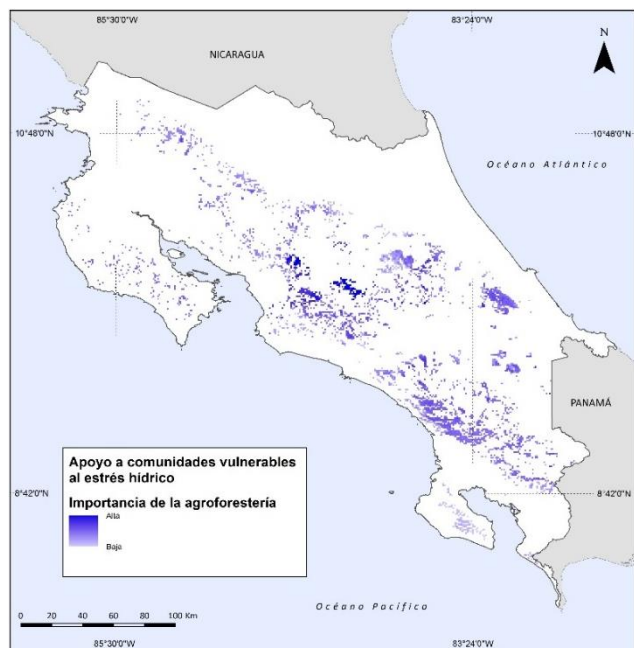 85°30'0"W
83°24'0"W
NICARAGUA
N
10°48'0"N
10°48'0"N
Océano Atlántico
PANAMÁ
Apoyo a comunidades vulnerables
al estrés hídrico
Importancia de la agroforestería
Alta
Baja
8°42'0"N
8°42'0"N
Océano Pacífico
0 20 40 60 80 100 Km
85°30'0"W
83°24'0"W